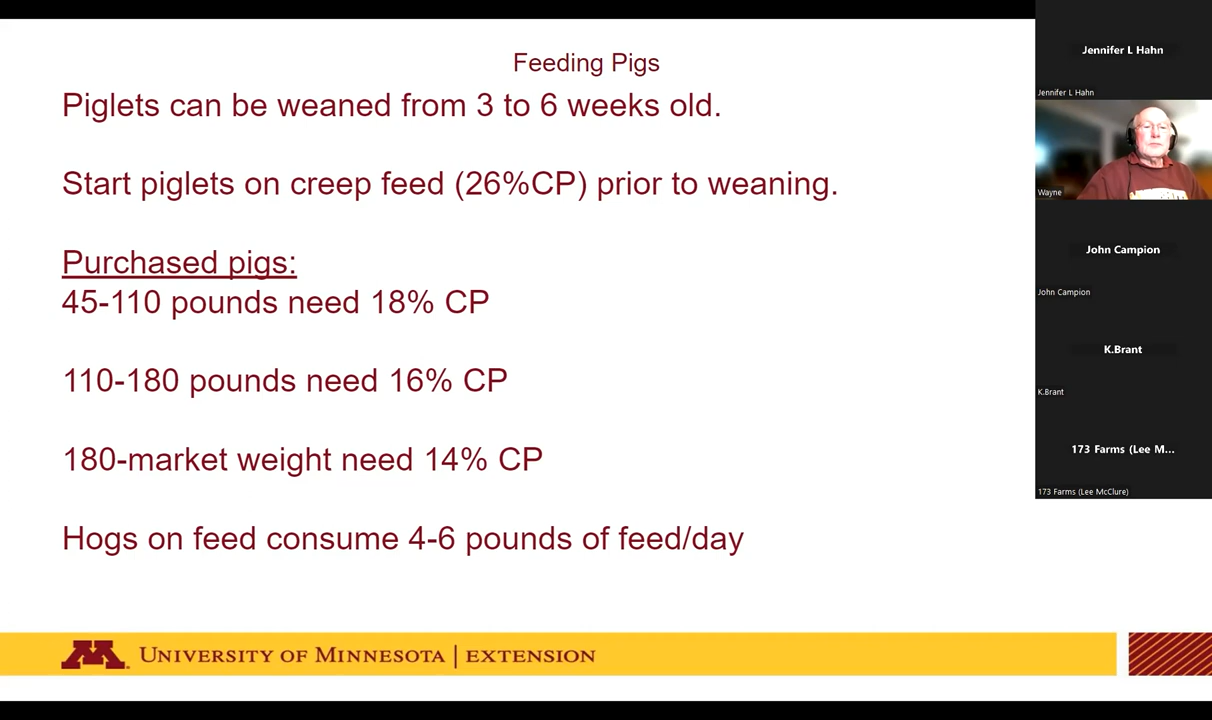 Feeding Pigs
Piglets can be weaned from 3 to 6 weeks old.
Start piglets on creep feed (26%CP) prior to weaning.
Purchased pigs:
45-110 pounds need 18% CP
110-180 pounds need 16% CP
180-market weight need 14% CP
Hogs on feed consume 4-6 pounds of feed/day
M
UNIVERSITY OF MINNESOTA | EXTENSION
Jennifer L Hahn
Jennifer L Hahn
Wayne
John Campion
John Campion
K.Brant
K.Brant
173 Farms (Lee M...
173 Farms (Lee McClure)